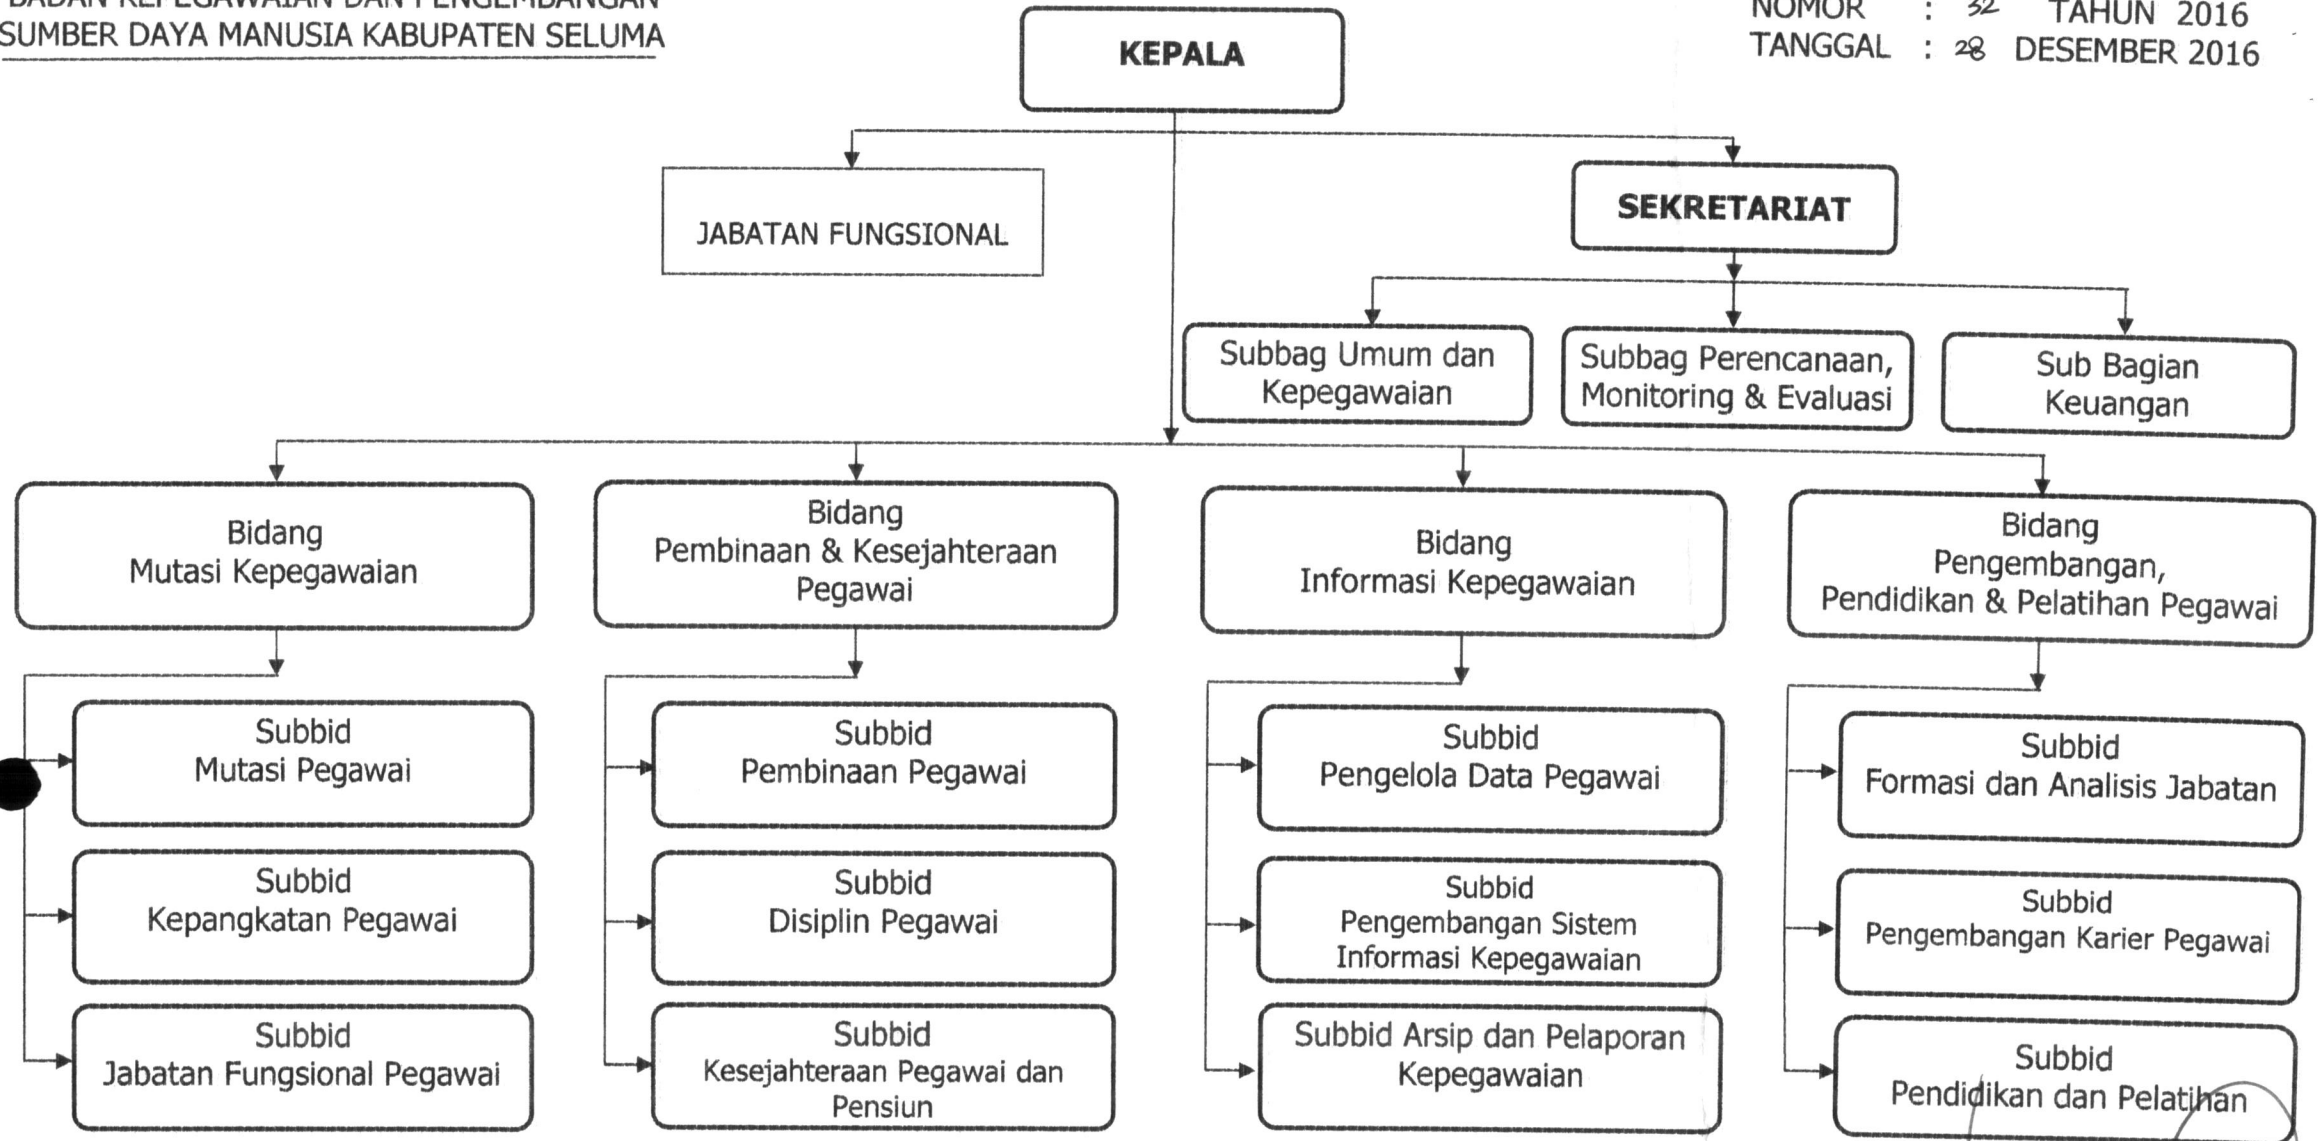 BADAN KEPEGAWAIAN DAN PENGEMBANGAN
SUMBER DAYA MANUSIA KABUPATEN SELUMA
NOMOR : 32 TAHUN 2016
TANGGAL : 28 DESEMBER 2016
KEPALA
JABATAN FUNGSIONAL
SEKRETARIAT
Subbag Umum dan
Kepegawaian
Subbag Perencanaan,
Monitoring & Evaluasi
Sub Bagian
Keuangan
Bidang
Mutasi Kepegawaian
Bidang
Pembinaan & Kesejahteraan
Pegawai
Bidang
Informasi Kepegawaian
Bidang
Pengembangan,
Pendidikan & Pelatihan Pegawai
Subbid
Mutasi Pegawai
Subbid
Pembinaan Pegawai
Subbid
Pengelola Data Pegawai
Subbid
Formasi dan Analisis Jabatan
Subbid
Kepangkatan Pegawai
Subbid
Disiplin Pegawai
Subbid
Pengembangan Sistem
Informasi Kepegawaian
Subbid
Pengembangan Karier Pegawai
Subbid
Jabatan Fungsional Pegawai
Subbid
Kesejahteraan Pegawai dan
Pensiun
Subbid Arsip dan Pelaporan
Kepegawaian
Subbid
Pendidikan dan Pelatihan